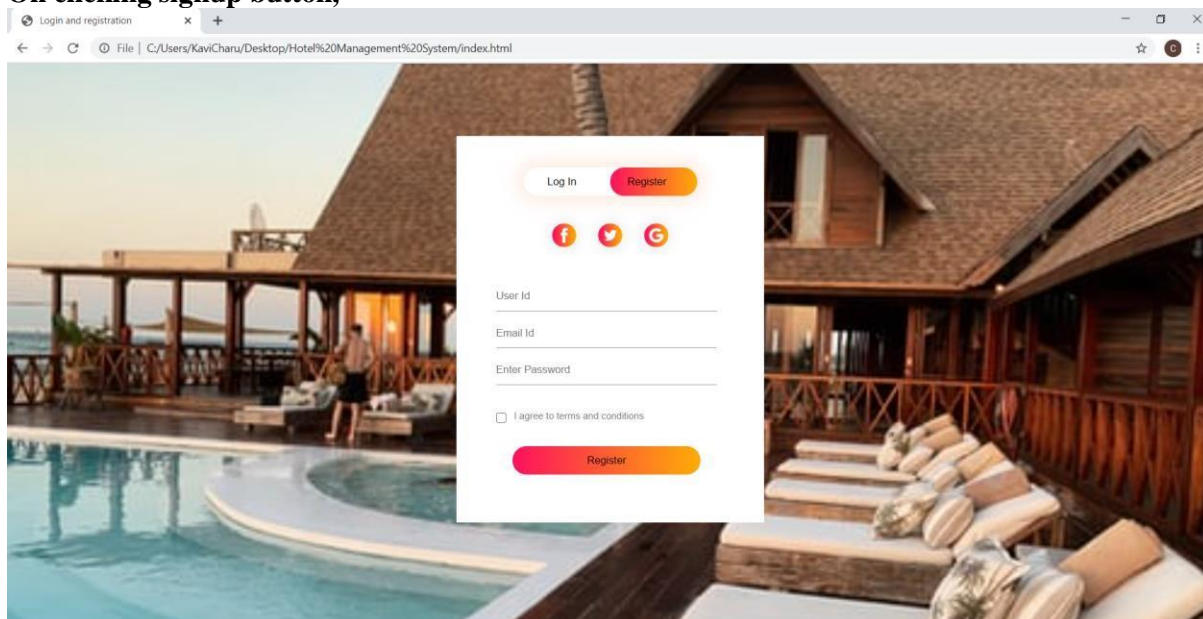 On clicking signup button,
Login and registration
File | C:/Users/KaviCharu/Desktop/Hotel%20Management%20System/index.html
C
Log In Register
f G
User Id
Email Id
Enter Password
I agree to terms and conditions
Register